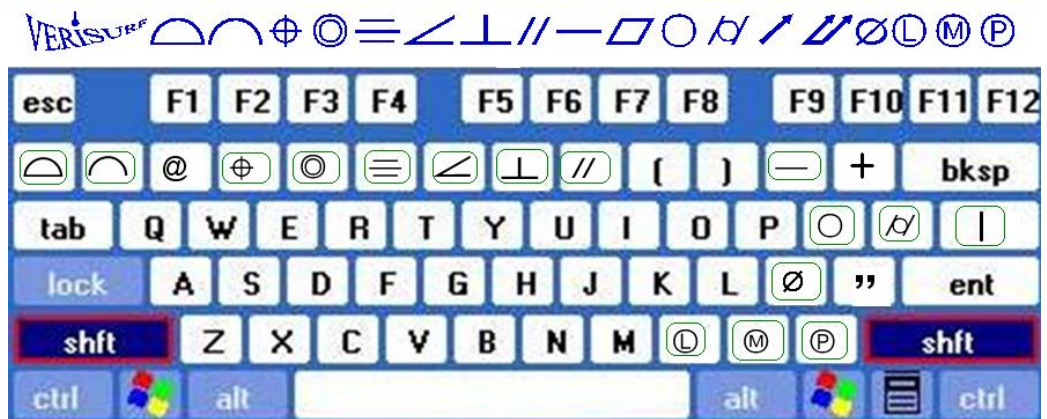 VERISURF ⌓ ⌒ ⌖ ◎ ⌯ ∠ ⊥ // — ▱ ○ ⌭ ↗ ⌰ Ø Ⓛ Ⓜ Ⓟ
esc F1 F2 F3 F4 F5 F6 F7 F8 F9 F10 F11 F12
⌓ ⌒ @ ⌖ ◎ ⌯ ∠ ⊥ // ( ) — + bksp
tab Q W E R T Y U I O P ○ ⌭ |
lock A S D F G H J K L Ø " ent
shft Z X C V B N M Ⓛ Ⓜ Ⓟ shft
ctrl alt alt ctrl